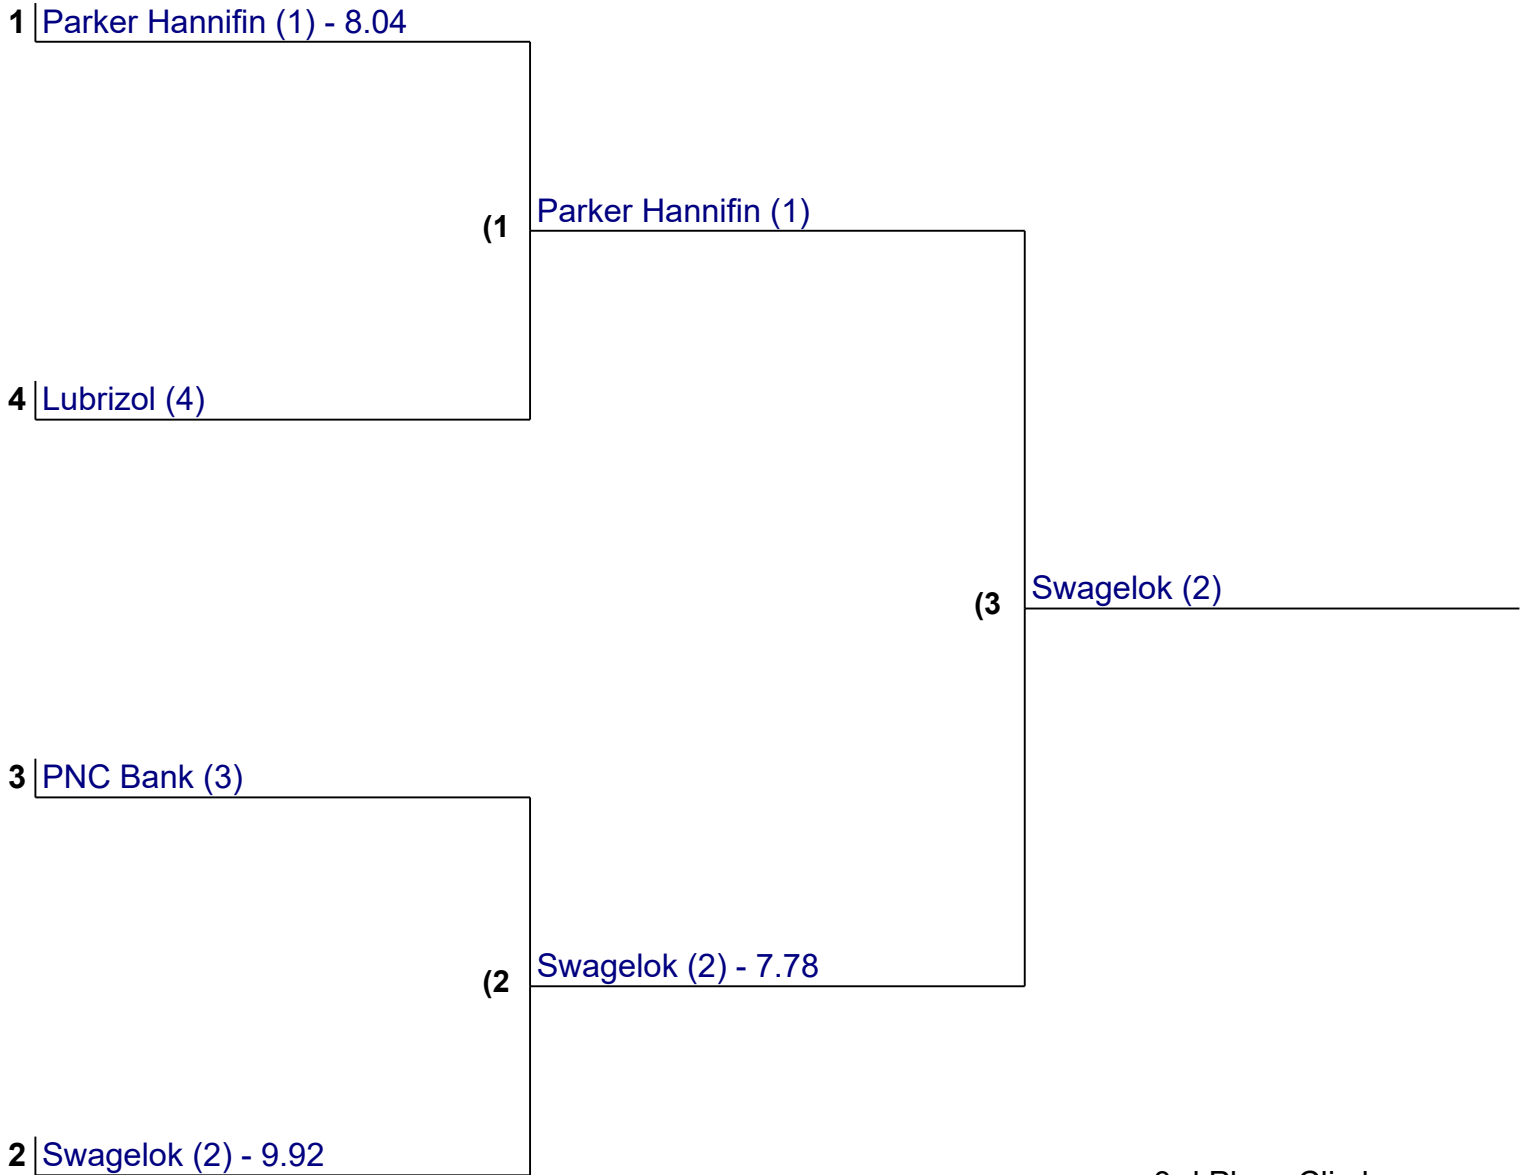 1 Parker Hannifin (1) - 8.04
(1 Parker Hannifin (1)
4 Lubrizol (4)
(3 Swagelok (2)
3 PNC Bank (3)
(2 Swagelok (2) - 7.78
2 Swagelok (2) - 9.92